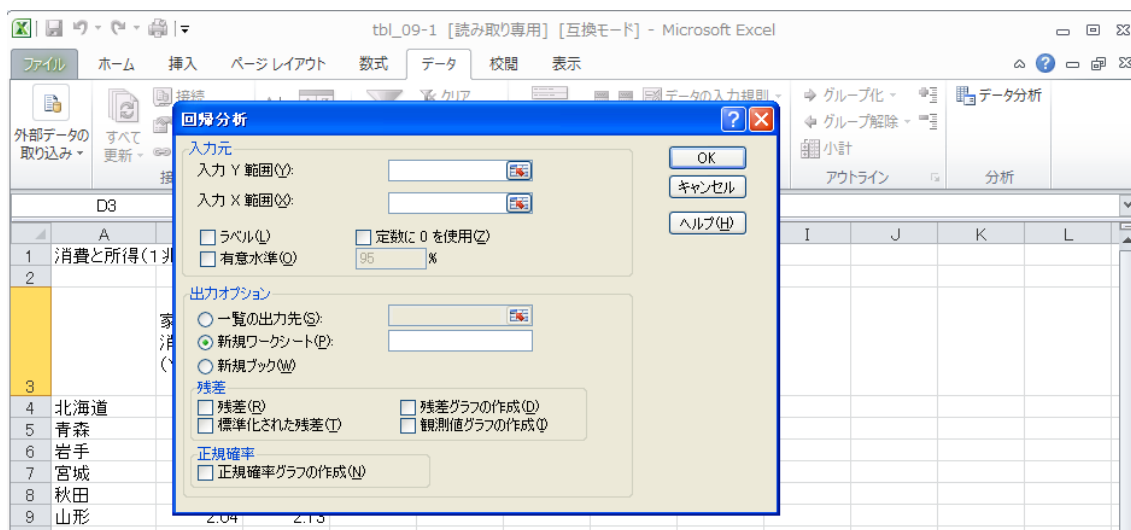 tbl_09-1 [読み取り専用] [互換モード] - Microsoft Excel
ファイル ホーム 挿入 ページ レイアウト 数式 データ 校閲 表示
外部データの取り込み
すべて更新
接続
クリア
データの入力規則
グループ化
グループ解除
小計
アウトライン
データ分析
分析
D3
A I J K L
1 消費と所得(1兆
2
3
4 北海道
5 青森
6 岩手
7 宮城
8 秋田
9 山形 2.04 2.13
回帰分析
入力元
入力 Y 範囲(Y):
入力 X 範囲(X):
ラベル(L) 定数に 0 を使用(Z)
有意水準(O) 95 %
OK
キャンセル
ヘルプ(H)
出力オプション
一覧の出力先(S):
新規ワークシート(P):
新規ブック(W)
残差
残差(R) 残差グラフの作成(D)
標準化された残差(T) 観測値グラフの作成(I)
正規確率
正規確率グラフの作成(N)